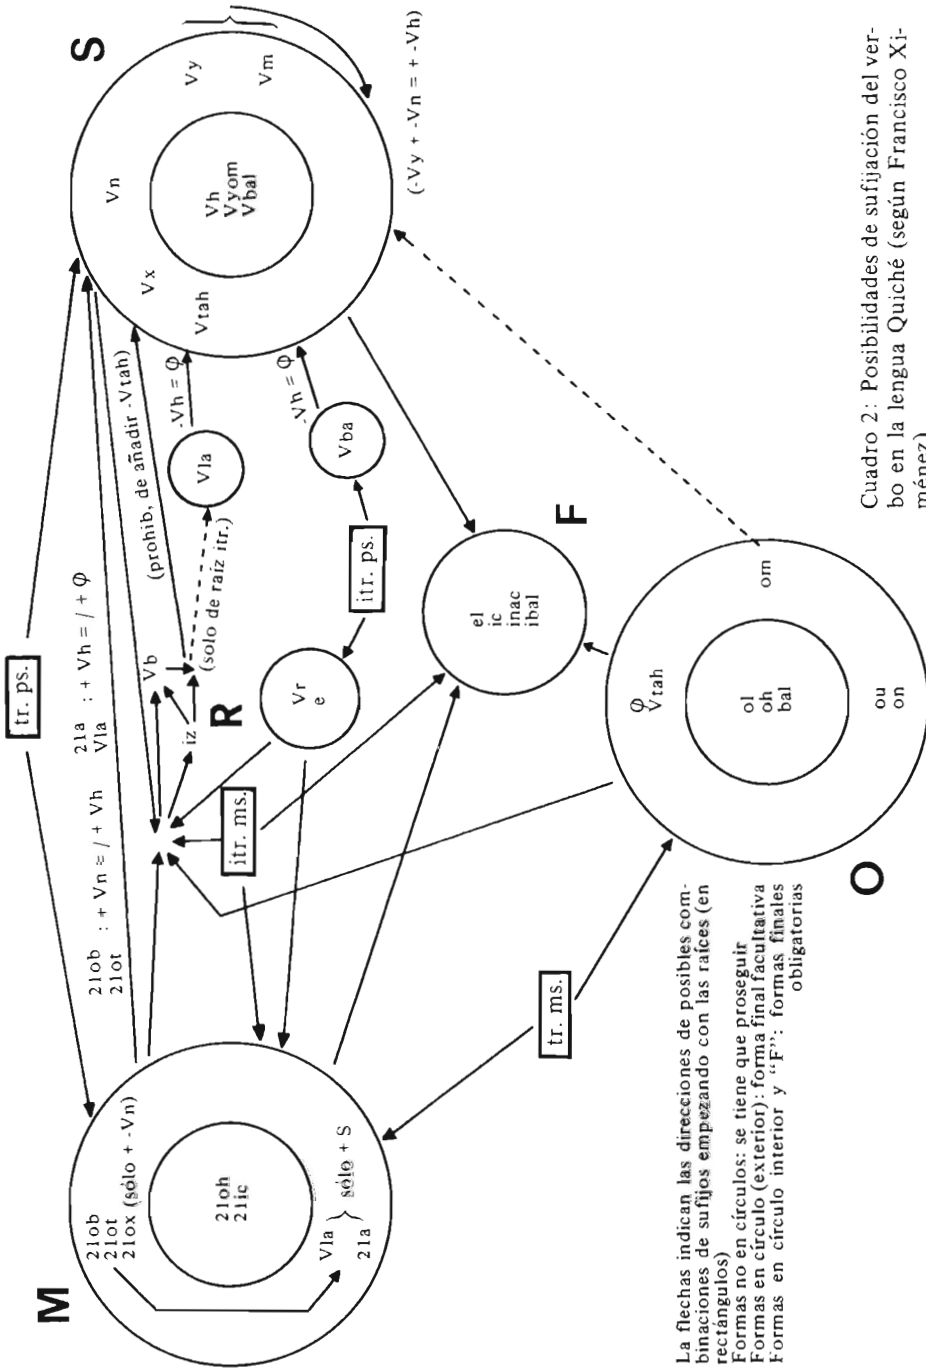 M
21ob
21ot
21ox (sólo + -Vn)
21oh
21ic
Vla
21a
sólo + S
tr. ps.
21ob
21ot
: + Vn = / + Vh
21a
Vla
: + Vh = / + φ
itr. ms.
R
iz
Vb
(prohib, de añadir -Vtah)
(solo de raíz itr.)
Vla
-Vh = φ
Vr
e
itr. ps.
Vba
-Vh = φ
S
Vn
Vx
Vtah
Vy
Vm
Vh
Vyom
Vbal
(-Vy + -Vn = + -Vh)
F
el
ic
inac
ibal
tr. ms.
O
φ
Vtah
om
ol
oh
bal
ou
on
La flechas indican las direcciones de posibles com-
binaciones de sufijos empezando con las raíces (en
rectángulos)
Formas no en círculos: se tiene que proseguir
Formas en círculo (exterior): forma final facultativa
Formas en círculo interior y “F”: formas finales
obligatorias
Cuadro 2: Posibilidades de sufijación del ver-
bo en la lengua Quiché (según Francisco Xi-
ménez)